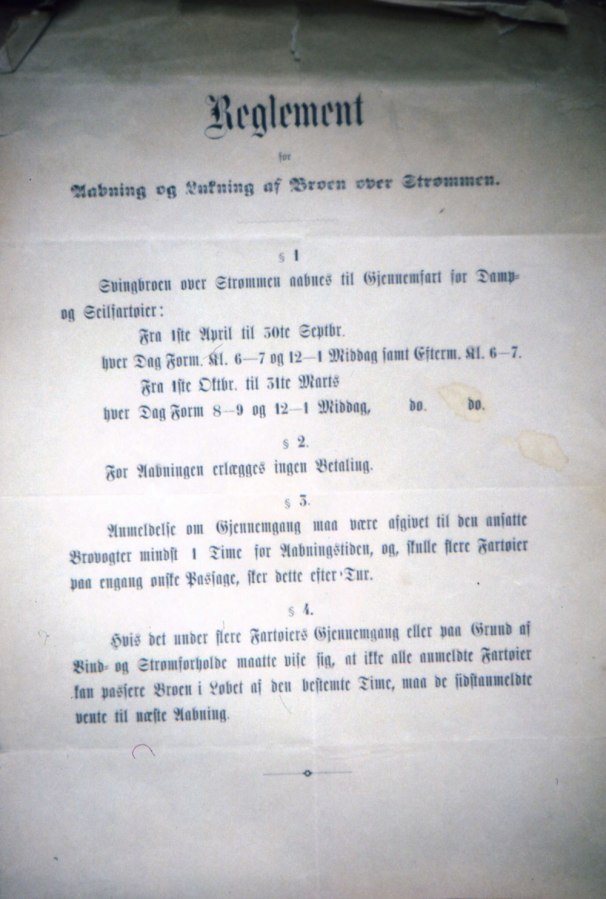 Reglement
for
Aabning og Lukning af Broen over Strømmen.
§ 1
Svingbroen over Strømmen aabnes til Gjennemfart for Damp-
og Seilfartøier:
Fra 1ste April til 30te Septbr.
hver Dag Form. Kl. 6–7 og 12–1 Middag samt Efterm. Kl. 6–7.
Fra 1ste Oktbr. til 31te Marts
hver Dag Form 8–9 og 12–1 Middag, do. do.
§ 2.
For Aabningen erlægges ingen Betaling.
§ 3.
Anmeldelse om Gjennemgang maa være afgivet til den ansatte
Brovogter mindst 1 Time før Aabningstiden, og, skulle flere Fartøier
paa engang ønske Passage, sker dette efter Tur.
§ 4.
Hvis det under flere Fartøiers Gjennemgang eller paa Grund af
Vind- og Strømforholde maatte vise sig, at ikke alle anmeldte Fartøier
kan passere Broen i Løbet af den bestemte Time, maa de sidstanmeldte
vente til næste Aabning.